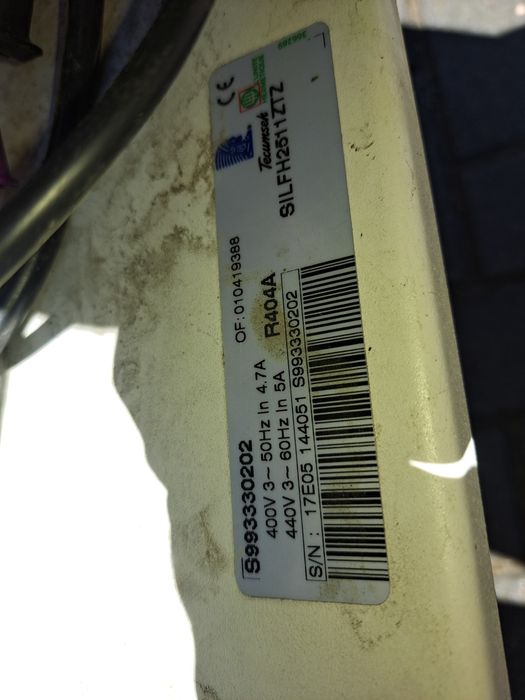 366269
CE
Tecumseh
SILFH2511ZTZ
OF:010419388
S993330202
400V 3~ 50Hz In 4.7A
440V 3~ 60Hz In 5A
R404A
S/N : 17E05 144051 S993330202